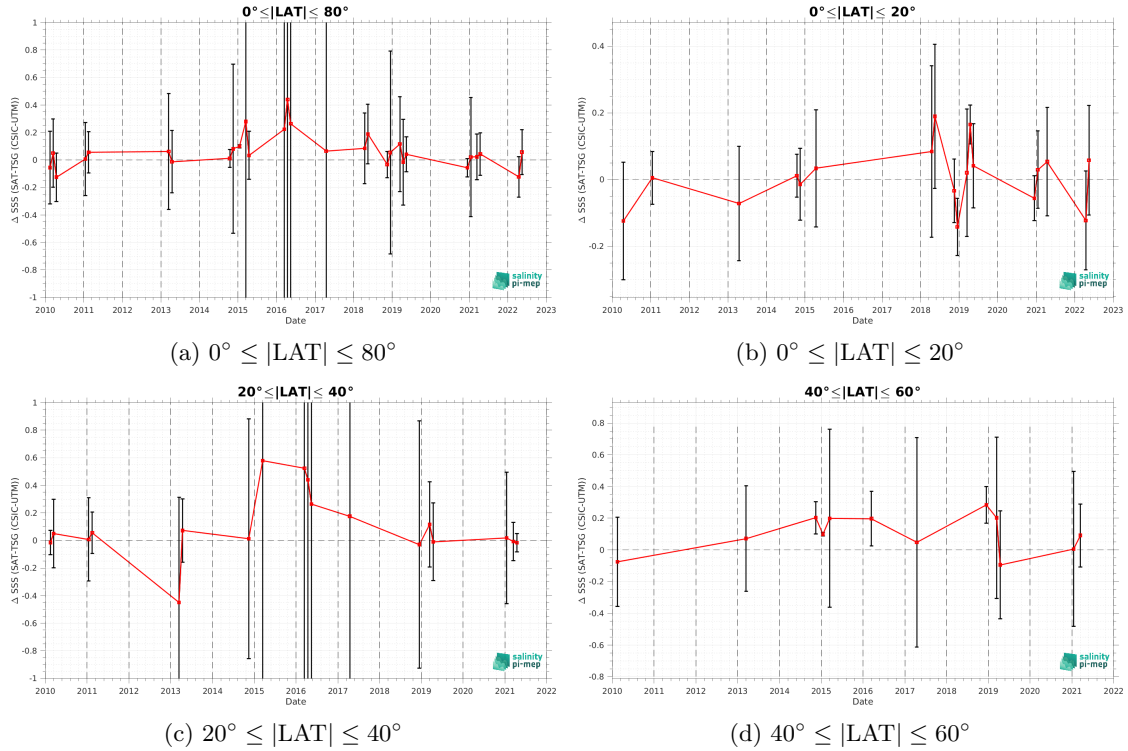 0°≤|LAT|≤ 80°
Δ SSS (SAT-TSG (CSIC-UTM))
1
0.8
0.6
0.4
0.2
0
-0.2
-0.4
-0.6
-0.8
-1
2010 2011 2012 2013 2014 2015 2016 2017 2018 2019 2020 2021 2022 2023
Date
salinity
pi-mep
(a) 0° ≤ |LAT| ≤ 80°
0°≤|LAT|≤ 20°
Δ SSS (SAT-TSG (CSIC-UTM))
0.4
0.2
0
-0.2
2010 2011 2012 2013 2014 2015 2016 2017 2018 2019 2020 2021 2022 2023
Date
salinity
pi-mep
(b) 0° ≤ |LAT| ≤ 20°
20°≤|LAT|≤ 40°
Δ SSS (SAT-TSG (CSIC-UTM))
1
0.8
0.6
0.4
0.2
0
-0.2
-0.4
-0.6
-0.8
-1
2010 2011 2012 2013 2014 2015 2016 2017 2018 2019 2020 2021 2022
Date
salinity
pi-mep
(c) 20° ≤ |LAT| ≤ 40°
40°≤|LAT|≤ 60°
Δ SSS (SAT-TSG (CSIC-UTM))
0.8
0.6
0.4
0.2
0
-0.2
-0.4
-0.6
-0.8
2010 2011 2012 2013 2014 2015 2016 2017 2018 2019 2020 2021 2022
Date
salinity
pi-mep
(d) 40° ≤ |LAT| ≤ 60°